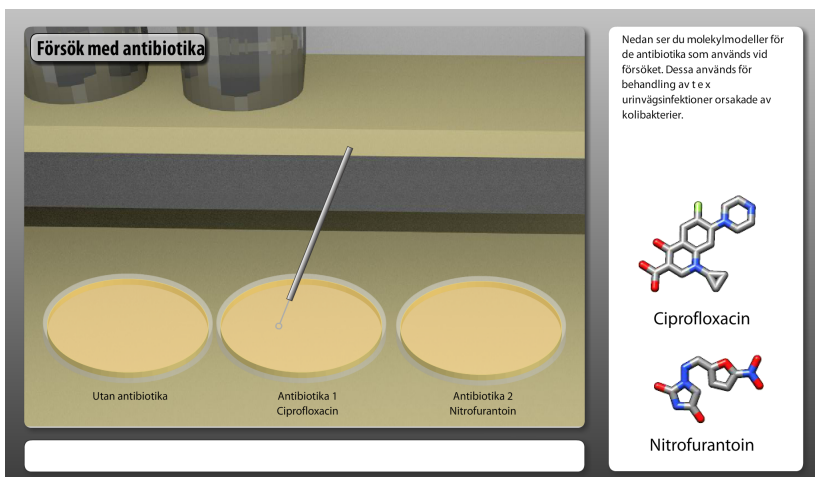 Försök med antibiotika
Utan antibiotika
Antibiotika 1
Ciprofloxacin
Antibiotika 2
Nitrofurantoin
Nedan ser du molekylmodeller för
de antibiotika som används vid
försöket. Dessa används för
behandling av t e x
urinvägsinfektioner orsakade av
kolibakterier.
Ciprofloxacin
Nitrofurantoin